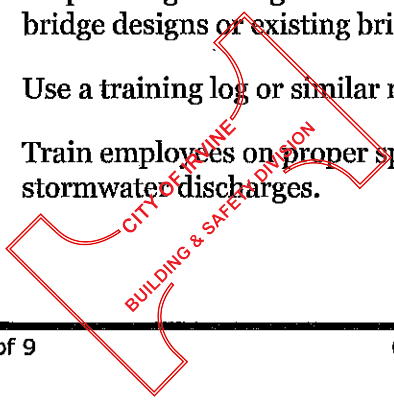 bridge designs or existing bri
Use a training log or similar
Train employees on proper sp
stormwater discharges.
CITY OF IRVINE
BUILDING & SAFETY DIVISION
of 9